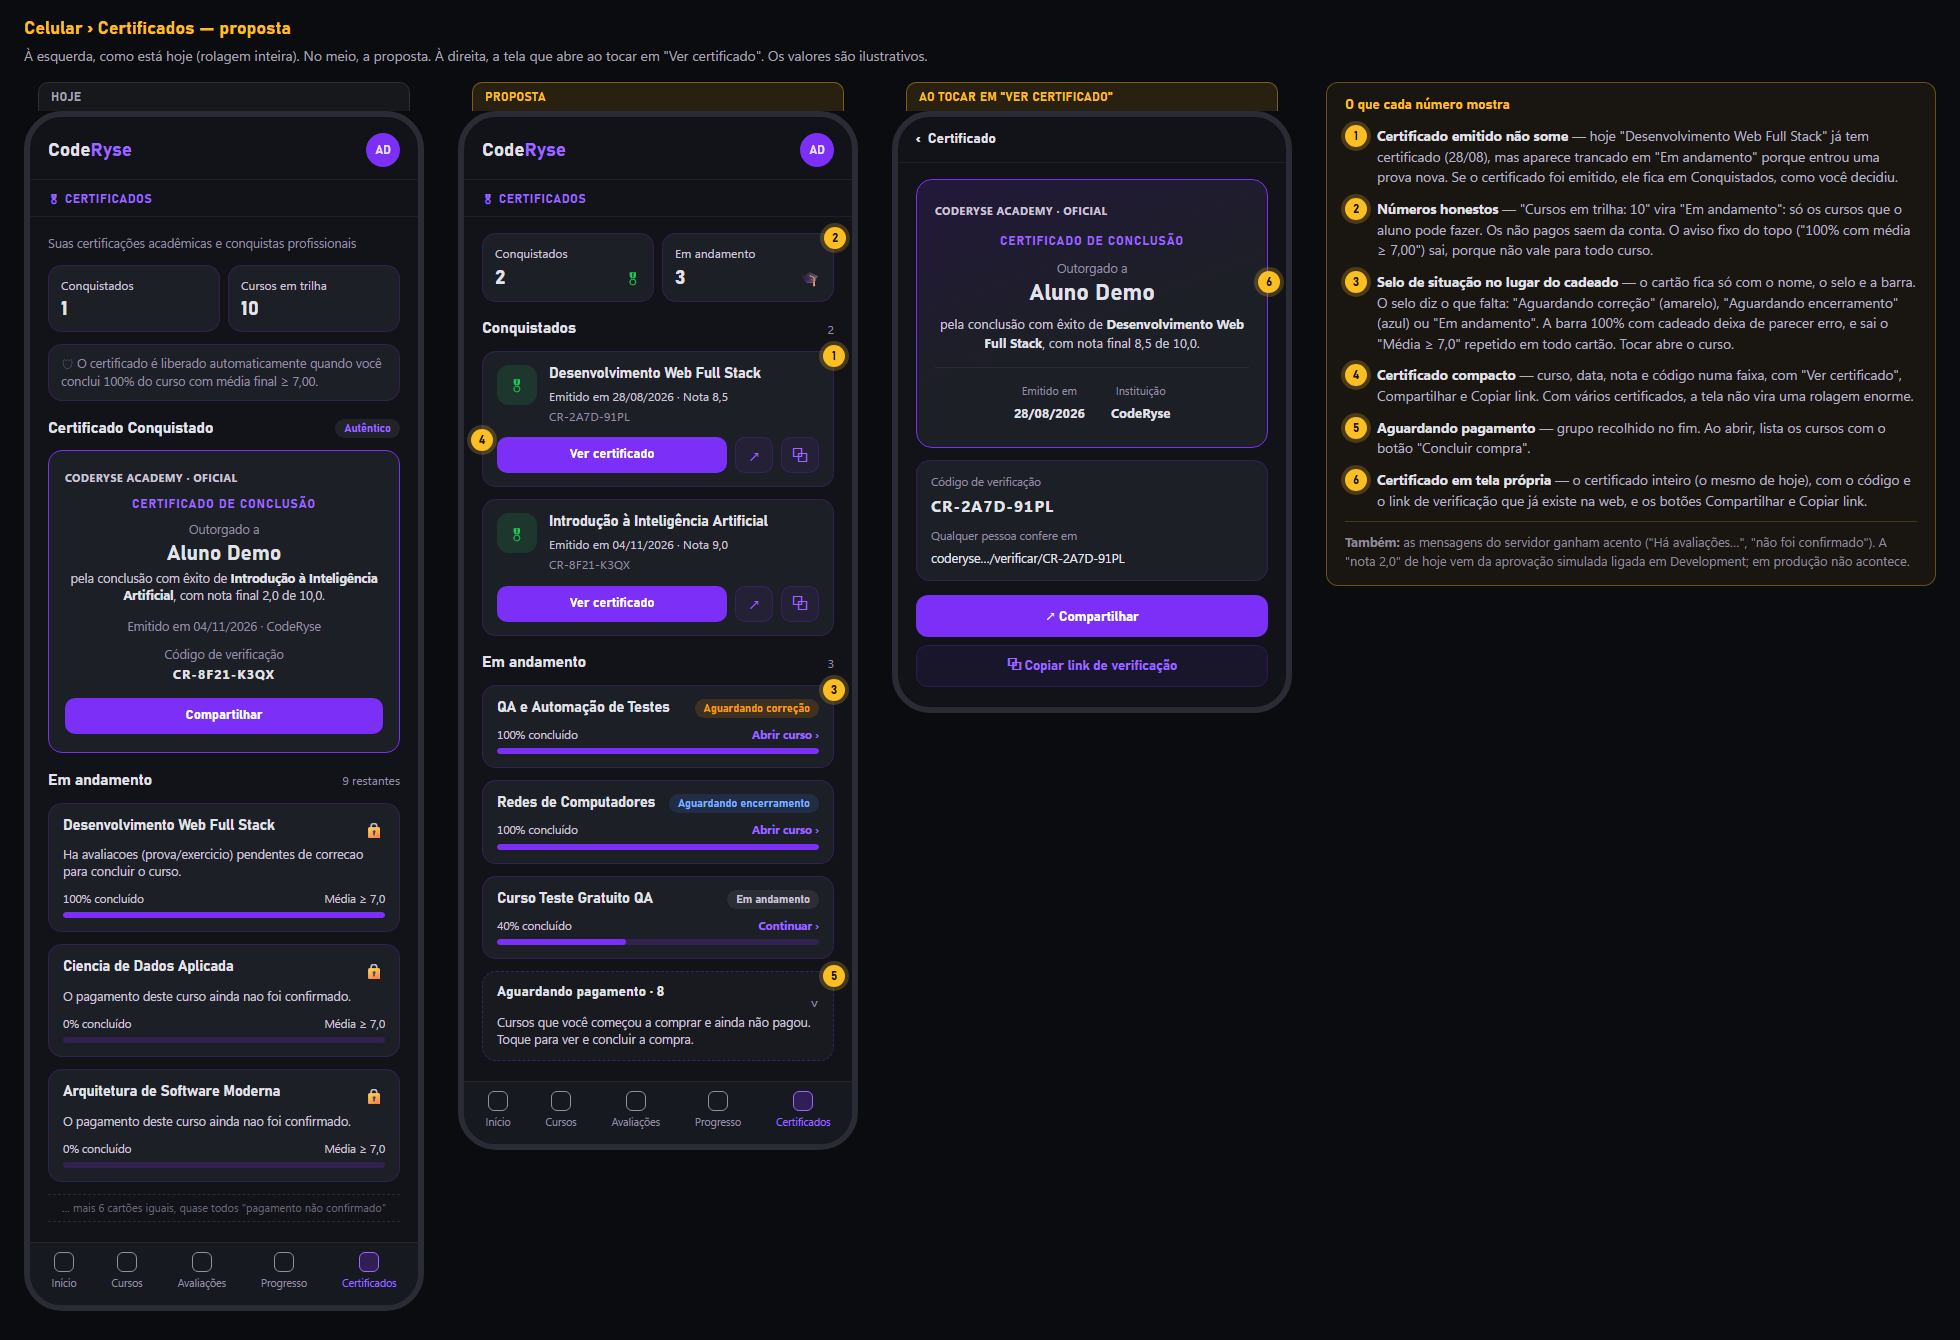 Celular › Certificados — proposta
À esquerda, como está hoje (rolagem inteira). No meio, a proposta. À direita, a tela que abre ao tocar em "Ver certificado". Os valores são ilustrativos.
HOJE
CodeRyse
AD
CERTIFICADOS
Suas certificações acadêmicas e conquistas profissionais
Conquistados
1
Cursos em trilha
10
O certificado é liberado automaticamente quando você
conclui 100% do curso com média final ≥ 7,00.
Certificado Conquistado
Autêntico
CODERYSE ACADEMY · OFICIAL
CERTIFICADO DE CONCLUSÃO
Outorgado a
Aluno Demo
pela conclusão com êxito de Introdução à Inteligência
Artificial, com nota final 2,0 de 10,0.
Emitido em 04/11/2026 · CodeRyse
Código de verificação
CR-8F21-K3QX
Compartilhar
Em andamento
9 restantes
Desenvolvimento Web Full Stack
Ha avaliacoes (prova/exercicio) pendentes de correcao
para concluir o curso.
100% concluído
Média ≥ 7,0
Ciencia de Dados Aplicada
O pagamento deste curso ainda nao foi confirmado.
0% concluído
Média ≥ 7,0
Arquitetura de Software Moderna
O pagamento deste curso ainda nao foi confirmado.
0% concluído
Média ≥ 7,0
... mais 6 cartões iguais, quase todos "pagamento não confirmado"
Início
Cursos
Avaliações
Progresso
Certificados
PROPOSTA
CodeRyse
AD
CERTIFICADOS
2
Conquistados
2
Em andamento
3
Conquistados
2
1
Desenvolvimento Web Full Stack
Emitido em 28/08/2026 · Nota 8,5
CR-2A7D-91PL
4
Ver certificado
↗
Introdução à Inteligência Artificial
Emitido em 04/11/2026 · Nota 9,0
CR-8F21-K3QX
Ver certificado
↗
Em andamento
3
3
QA e Automação de Testes
Aguardando correção
100% concluído
Abrir curso ›
Redes de Computadores
Aguardando encerramento
100% concluído
Abrir curso ›
Curso Teste Gratuito QA
Em andamento
40% concluído
Continuar ›
5
Aguardando pagamento · 8
v
Cursos que você começou a comprar e ainda não pagou.
Toque para ver e concluir a compra.
Início
Cursos
Avaliações
Progresso
Certificados
AO TOCAR EM "VER CERTIFICADO"
‹ Certificado
CODERYSE ACADEMY · OFICIAL
CERTIFICADO DE CONCLUSÃO
6
Outorgado a
Aluno Demo
pela conclusão com êxito de Desenvolvimento Web
Full Stack, com nota final 8,5 de 10,0.
Emitido em
28/08/2026
Instituição
CodeRyse
Código de verificação
CR-2A7D-91PL
Qualquer pessoa confere em
coderyse.../verificar/CR-2A7D-91PL
↗ Compartilhar
Copiar link de verificação
O que cada número mostra
1 Certificado emitido não some — hoje "Desenvolvimento Web Full Stack" já tem
certificado (28/08), mas aparece trancado em "Em andamento" porque entrou uma
prova nova. Se o certificado foi emitido, ele fica em Conquistados, como você decidiu.
2 Números honestos — "Cursos em trilha: 10" vira "Em andamento": só os cursos que o
aluno pode fazer. Os não pagos saem da conta. O aviso fixo do topo ("100% com média
≥ 7,00") sai, porque não vale para todo curso.
3 Selo de situação no lugar do cadeado — o cartão fica só com o nome, o selo e a barra.
O selo diz o que falta: "Aguardando correção" (amarelo), "Aguardando encerramento"
(azul) ou "Em andamento". A barra 100% com cadeado deixa de parecer erro, e sai o
"Média ≥ 7,0" repetido em todo cartão. Tocar abre o curso.
4 Certificado compacto — curso, data, nota e código numa faixa, com "Ver certificado",
Compartilhar e Copiar link. Com vários certificados, a tela não vira uma rolagem enorme.
5 Aguardando pagamento — grupo recolhido no fim. Ao abrir, lista os cursos com o
botão "Concluir compra".
6 Certificado em tela própria — o certificado inteiro (o mesmo de hoje), com o código e
o link de verificação que já existe na web, e os botões Compartilhar e Copiar link.
Também: as mensagens do servidor ganham acento ("Há avaliações...", "não foi confirmado"). A
"nota 2,0" de hoje vem da aprovação simulada ligada em Development; em produção não acontece.